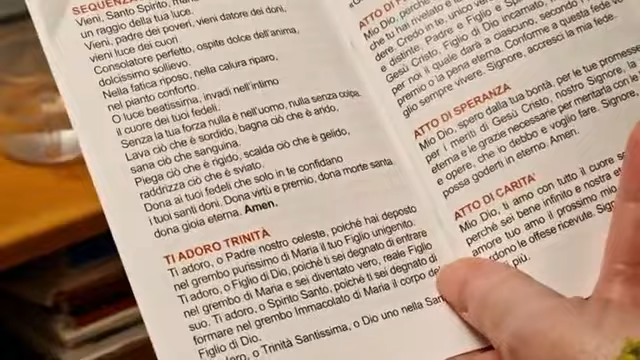 SEQUENZA
Vieni, Santo Spirito,
un raggio della tua luce.
Vieni, padre dei poveri, vieni datore dei doni,
vieni luce dei cuori.
Consolatore perfetto, ospite dolce dell'anima,
dolcissimo sollievo.
Nella fatica riposo, nella calura riparo,
nel pianto conforto.
O luce beatissima, invadi nell'intimo
il cuore dei tuoi fedeli.
Senza la tua forza nulla è nell'uomo, nulla senza colpa.
Lava ciò che è sordido, bagna ciò che è arido,
sana ciò che sanguina.
Piega ciò che è rigido, scalda ciò che è gelido,
raddrizza ciò che è sviato.
Dona ai tuoi fedeli che solo in te confidano
i tuoi santi doni. Dona virtù e premio, dona morte santa,
dona gioia eterna. Amen.
TI ADORO TRINITÀ
Ti adoro, o Padre nostro celeste, poiché hai deposto
nel grembo purissimo di Maria il tuo Figlio unigenito.
Ti adoro, o Figlio di Dio, poiché ti sei degnato di entrare
nel grembo di Maria e sei diventato vero, reale Figlio
suo. Ti adoro, o Spirito Santo, poiché ti sei degnato di
formare nel grembo Immacolato di Maria il corpo del
Figlio di Dio.
o Trinità Santissima, o Dio uno nella
ATTO DI
Mio Dio, perché
che tu hai rivelato e
dere. Credo in te, unico vero
e distinte, Padre e Figlio e
Gesù Cristo, Figlio di Dio incarnato,
per noi il quale darà a ciascuno, secondo i
premio o la pena eterna. Conforme a questa fede
glio sempre vivere. Signore, accresci la mia fede.
ATTO DI SPERANZA
Mio Dio, spero dalla tua bontà, per le tue promesse
per i meriti di Gesù Cristo, nostro Signore, la
eterna e le grazie necessarie per meritarla con le
e opere, che io debbo e voglio fare. Signore,
possa goderti in eterno. Amen.
ATTO DI CARITA'
Mio Dio, ti amo con tutto il cuore
perché sei bene infinito e nostra
amore tuo amo il prossimo
le offese ricevute.
più.